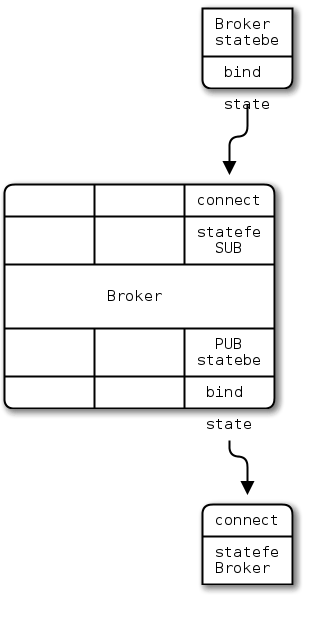 Broker
statebe
bind
state
connect
statefe
SUB
Broker
PUB
statebe
bind
state
connect
statefe
Broker